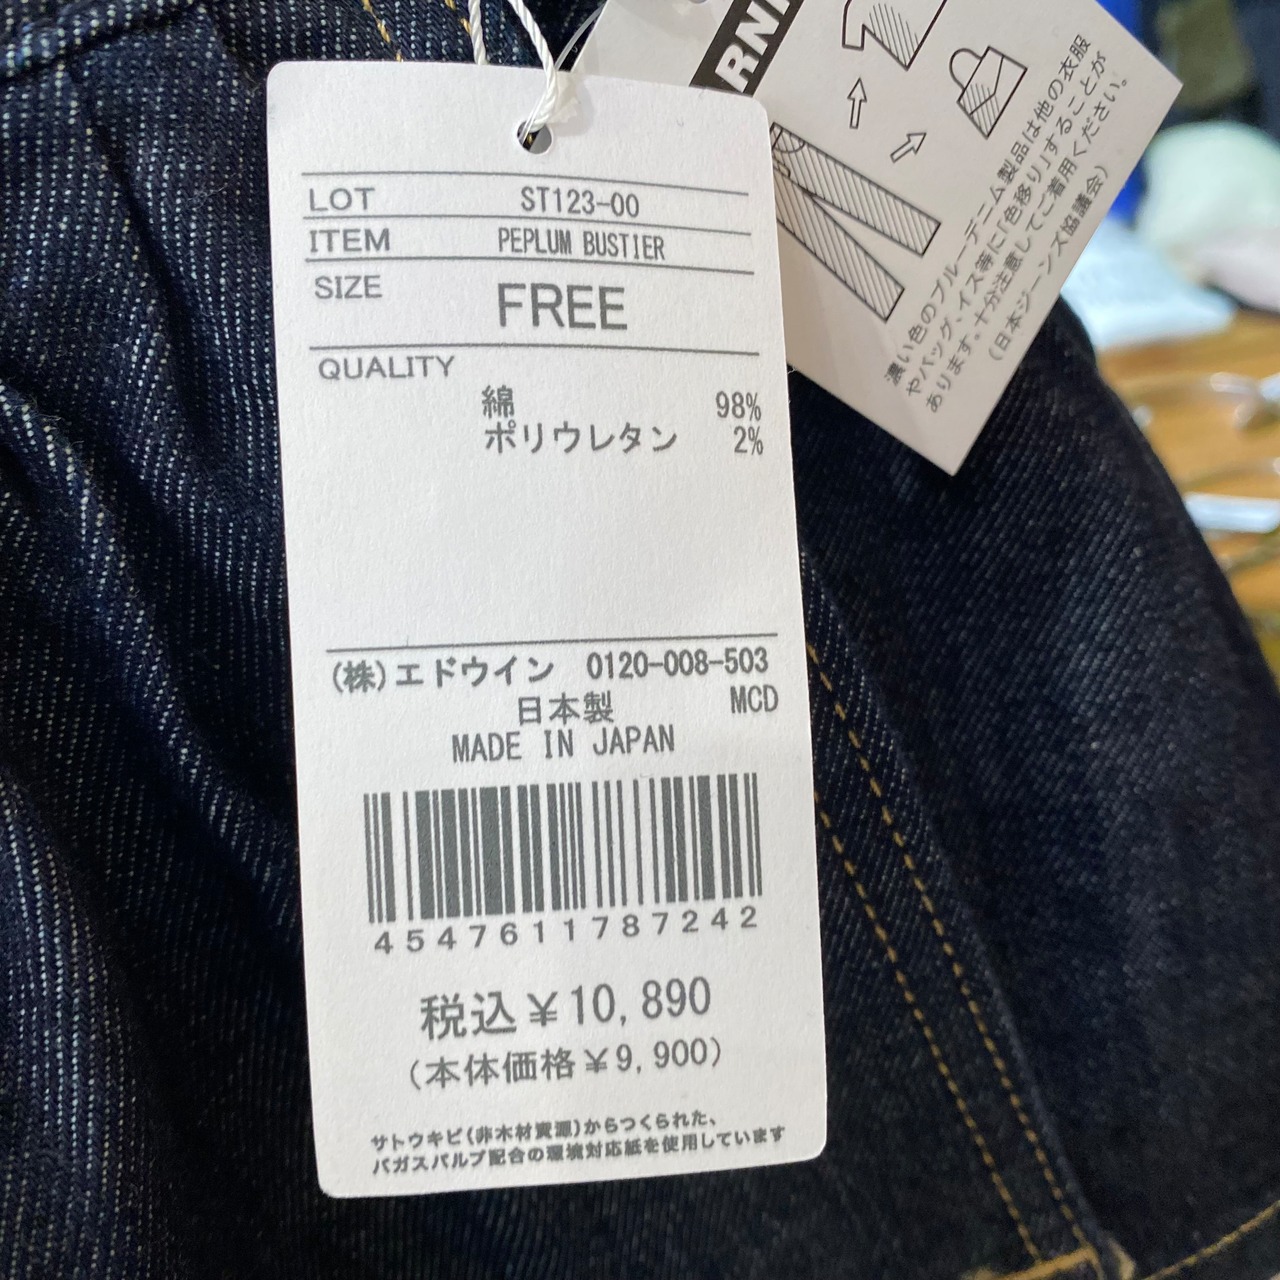 LOT ST123-00
ITEM PEPLUM BUSTIER
SIZE FREE
QUALITY
綿 98%
ポリウレタン 2%
(株)エドウイン 0120-008-503
日本製 MCD
MADE IN JAPAN
4547611787242
税込¥10,890
(本体価格¥9,900)
サトウキビ(非木材資源)からつくられた、
バガスパルプ配合の環境対応紙を使用しています
濃い色のブルーデニム製品は他の衣服
やバッグ、イス等に「色移り」することが
あります。十分注意してご着用ください。
(日本ジーンズ協議会)